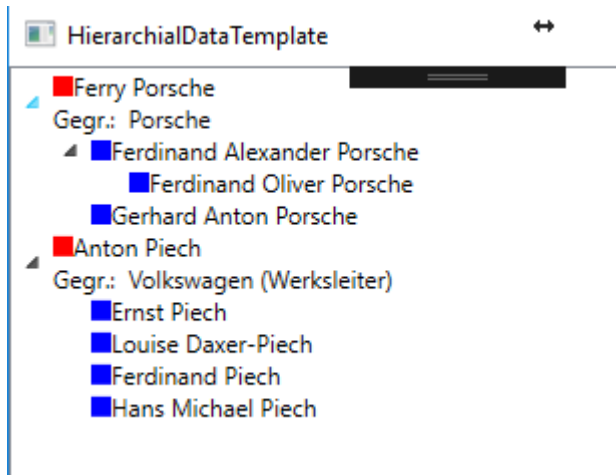 HierarchialDataTemplate
Ferry Porsche
Gegr.: Porsche
Ferdinand Alexander Porsche
Ferdinand Oliver Porsche
Gerhard Anton Porsche
Anton Piech
Gegr.: Volkswagen (Werksleiter)
Ernst Piech
Louise Daxer-Piech
Ferdinand Piech
Hans Michael Piech